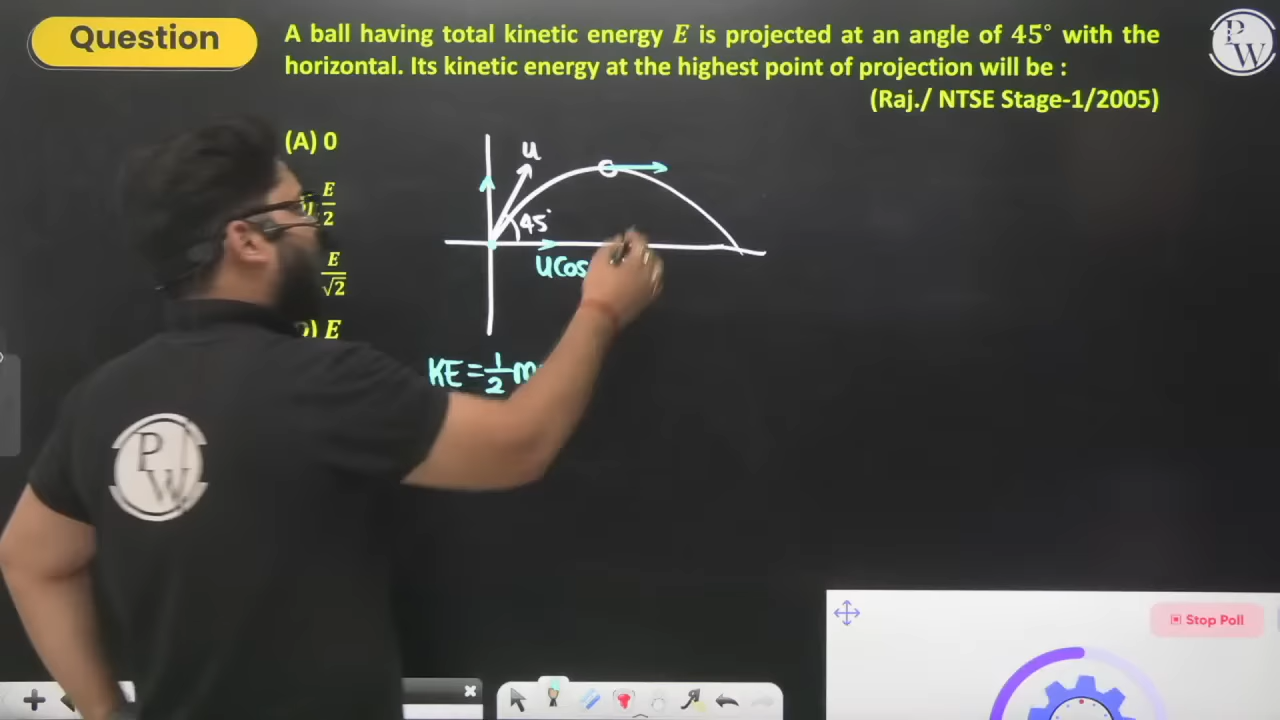 Question
A ball having total kinetic energy E is projected at an angle of 45° with the
horizontal. Its kinetic energy at the highest point of projection will be :
(Raj./ NTSE Stage-1/2005)
P
W
(A) 0
E/2
E/√2
) E
u
45°
ucos
KE = 1/2 m
P
W
Stop Poll